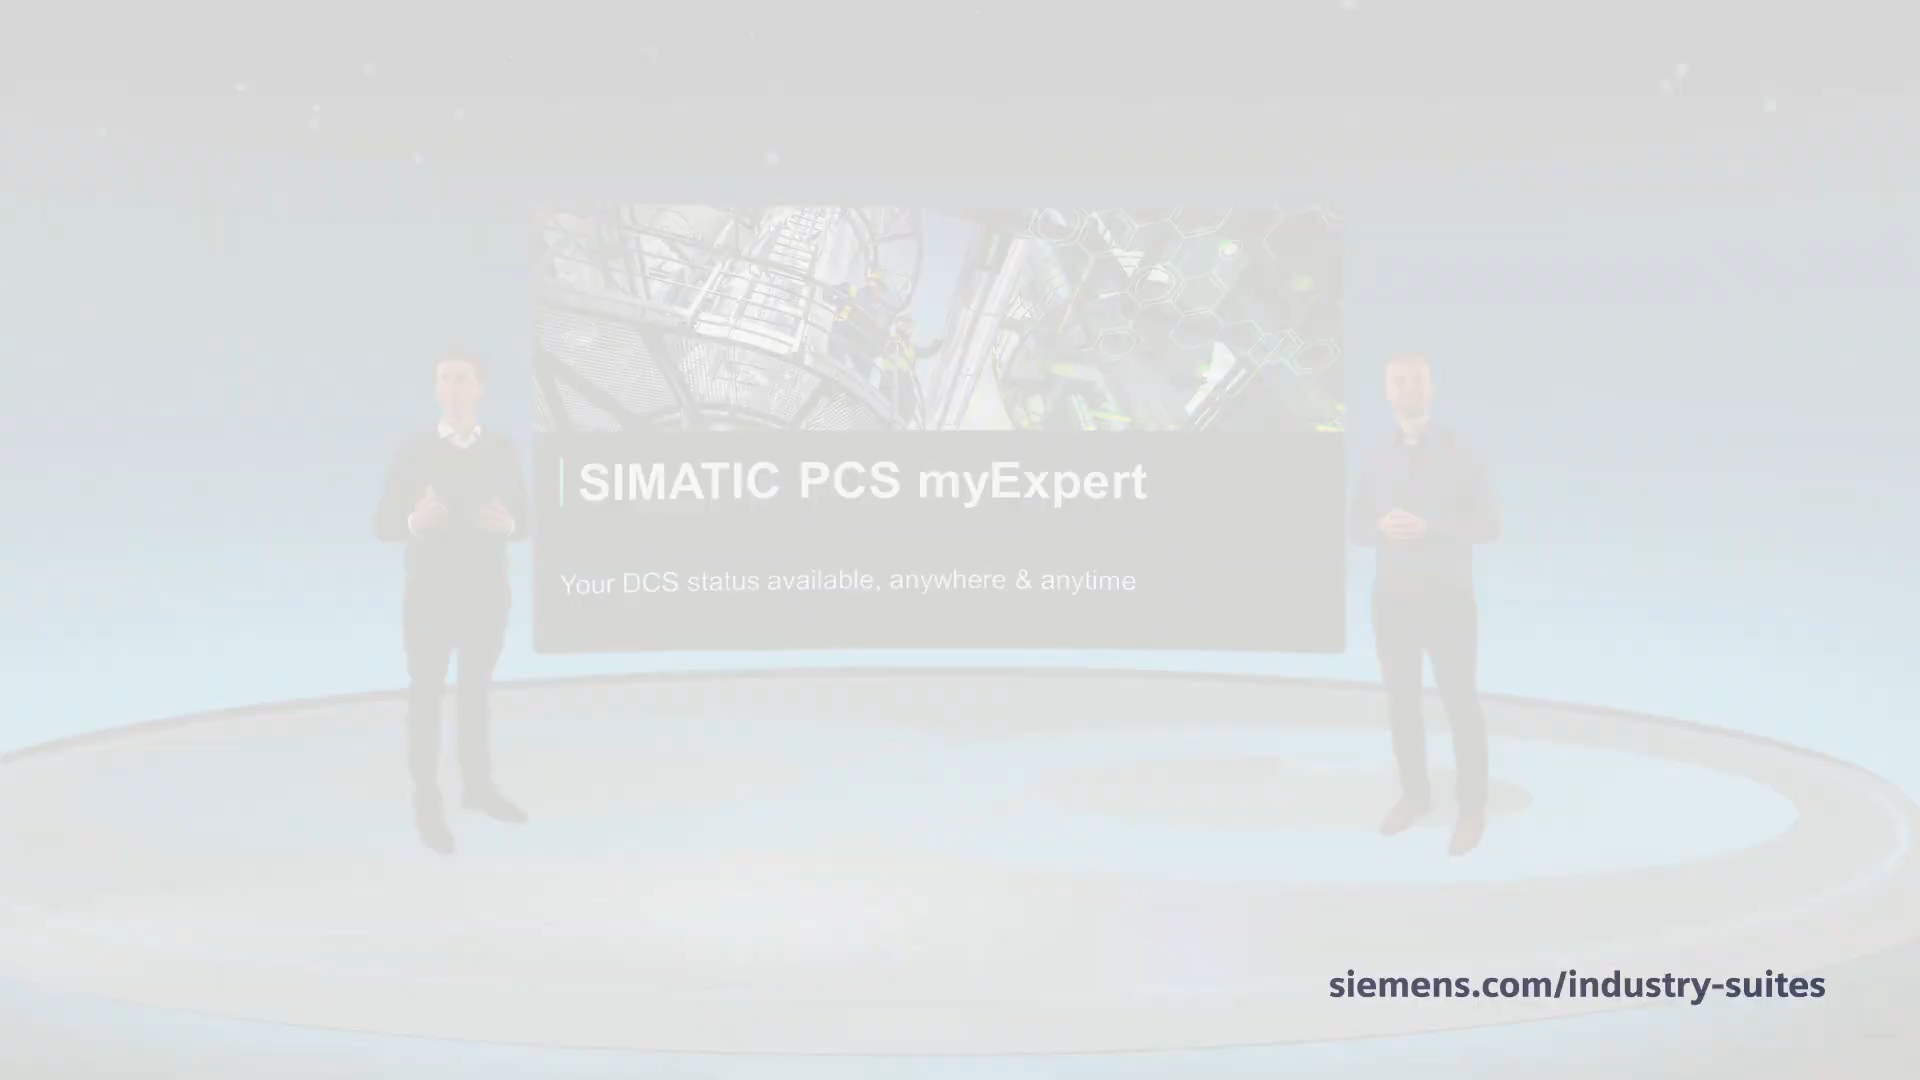 SIMATIC PCS myExpert
Your DCS status available, anywhere & anytime
siemens.com/industry-suites